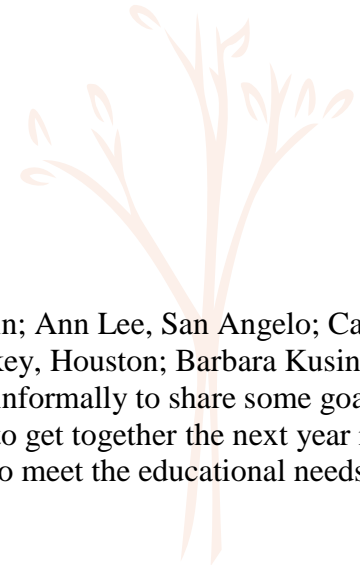 n; Ann Lee, San Angelo; Ca
key, Houston; Barbara Kusin
informally to share some goa
to get together the next year
o meet the educational needs